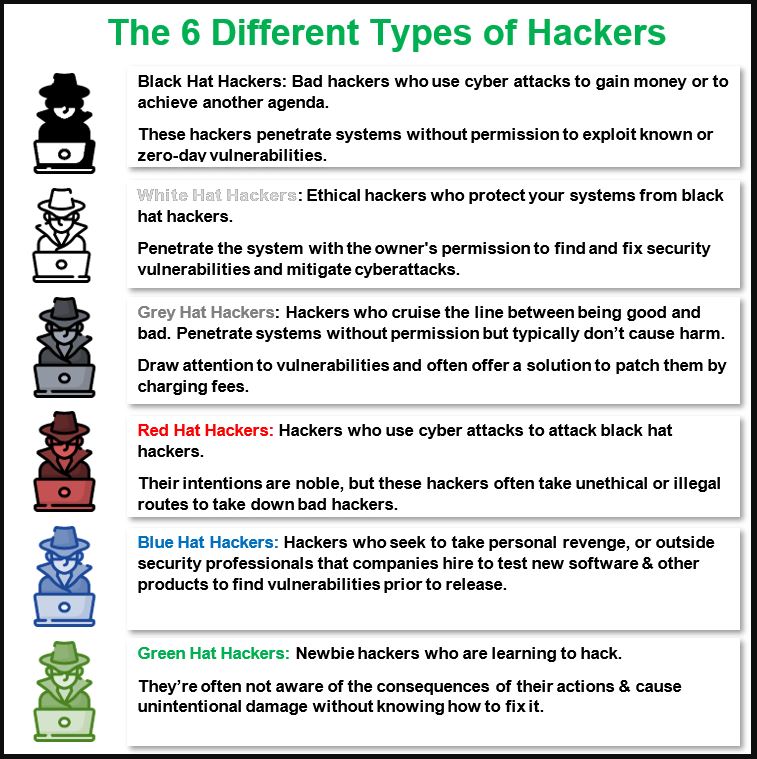 The 6 Different Types of Hackers
Black Hat Hackers: Bad hackers who use cyber attacks to gain money or to
achieve another agenda.
These hackers penetrate systems without permission to exploit known or
zero-day vulnerabilities.
White Hat Hackers: Ethical hackers who protect your systems from black
hat hackers.
Penetrate the system with the owner's permission to find and fix security
vulnerabilities and mitigate cyberattacks.
Grey Hat Hackers: Hackers who cruise the line between being good and
bad. Penetrate systems without permission but typically don’t cause harm.
Draw attention to vulnerabilities and often offer a solution to patch them by
charging fees.
Red Hat Hackers: Hackers who use cyber attacks to attack black hat
hackers.
Their intentions are noble, but these hackers often take unethical or illegal
routes to take down bad hackers.
Blue Hat Hackers: Hackers who seek to take personal revenge, or outside
security professionals that companies hire to test new software & other
products to find vulnerabilities prior to release.
Green Hat Hackers: Newbie hackers who are learning to hack.
They’re often not aware of the consequences of their actions & cause
unintentional damage without knowing how to fix it.